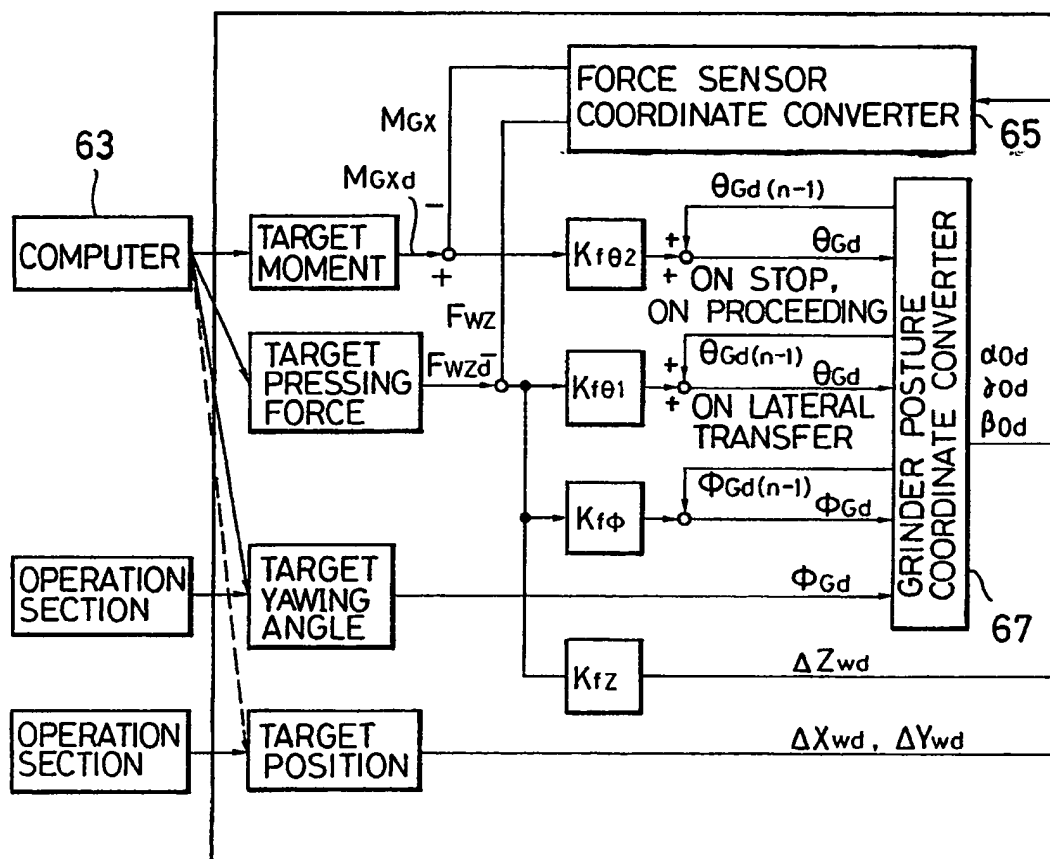 FORCE SENSOR
COORDINATE CONVERTER
65
63
MGX
MGXd
−
+
COMPUTER
TARGET
MOMENT
Kfθ2
θGd(n-1)
+
+
θGd
ON STOP,
ON PROCEEDING
FWZ
TARGET
PRESSING
FORCE
FWZd
−
Kfθ1
θGd(n-1)
+
+
θGd
ON LATERAL
TRANSFER
GRINDER POSTURE
COORDINATE CONVERTER
α0d
γ0d
β0d
Kfϕ
ϕGd(n-1)
ϕGd
OPERATION
SECTION
TARGET
YAWING
ANGLE
ϕGd
67
KfZ
ΔZwd
OPERATION
SECTION
TARGET
POSITION
ΔXwd, ΔYwd